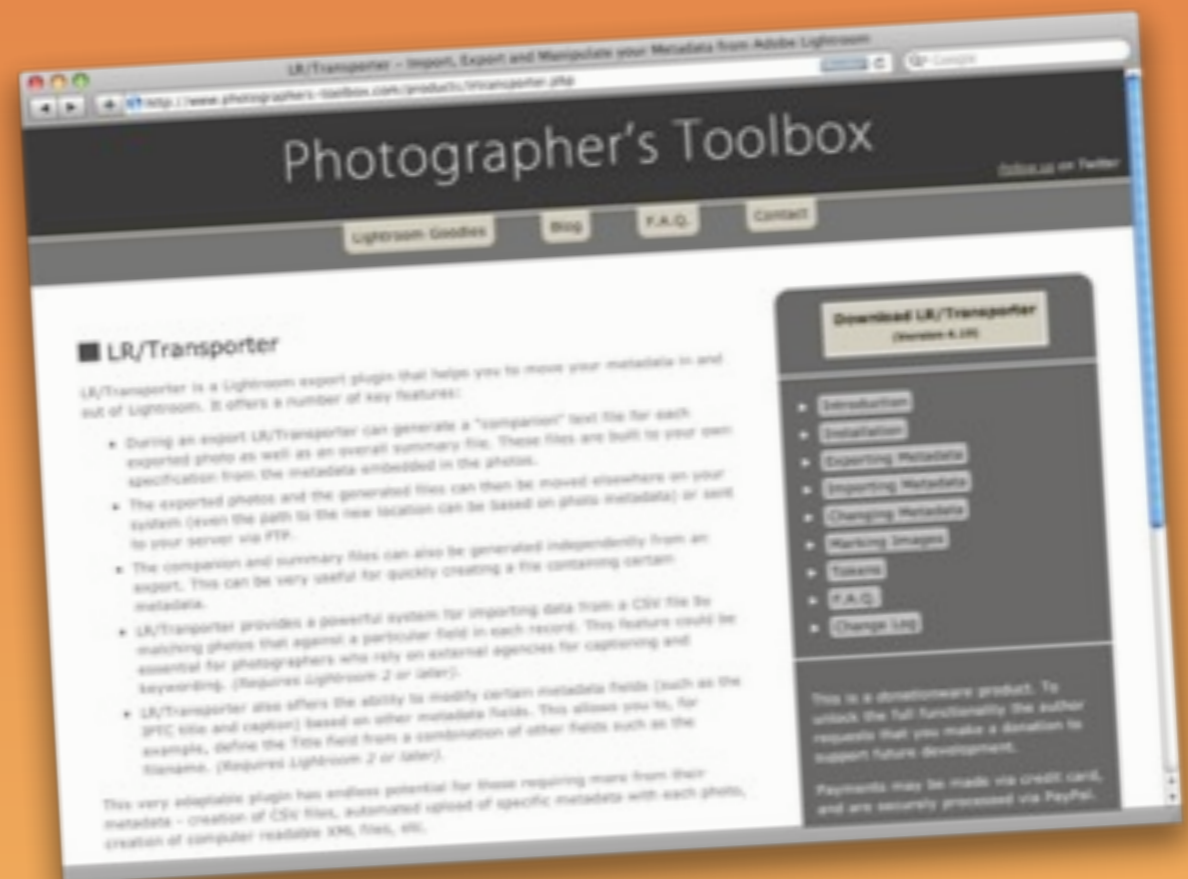 LR/Transporter – Import, Export and Manipulate your Metadata from Adobe Lightroom
http://www.photographers-toolbox.com/products/lrtransporter.php
Google
Photographer's Toolbox
Follow us on Twitter
Lightroom Goodies Blog F.A.Q. Contact
LR/Transporter
LR/Transporter is a Lightroom export plugin that helps you to move your metadata in and
out of Lightroom. It offers a number of key features:
• During an export LR/Transporter can generate a "companion" text file for each
exported photo as well as an overall summary file. These files are built to your own
specification from the metadata embedded in the photos.
• The exported photos and the generated files can then be moved elsewhere on your
system (even the path to the new location can be based on photo metadata) or sent
to your server via FTP.
• The companion and summary files can also be generated independently from an
export. This can be very useful for quickly creating a file containing certain
metadata.
• LR/Tranporter provides a powerful system for importing data from a CSV file by
matching photos that against a particular field in each record. This feature could be
essential for photographers who rely on external agencies for captioning and
keywording. (Requires Lightroom 2 or later).
• LR/Transporter also offers the ability to modify certain metadata fields (such as the
IPTC title and caption) based on other metadata fields. This allows you to, for
example, define the Title field from a combination of other fields such as the
filename. (Requires Lightroom 2 or later).
This very adaptable plugin has endless potential for those requiring more from their
metadata – creation of CSV files, automated upload of specific metadata with each photo,
creation of computer readable XML files, etc.
Download LR/Transporter
Introduction
Installation
Exporting Metadata
Importing Metadata
Changing Metadata
Marking Images
Tokens
F.A.Q.
Change Log
This is a donationware product. To
unlock the full functionality the author
requests that you make a donation to
support future development.
Payments may be made via credit card,
and are securely processed via PayPal.